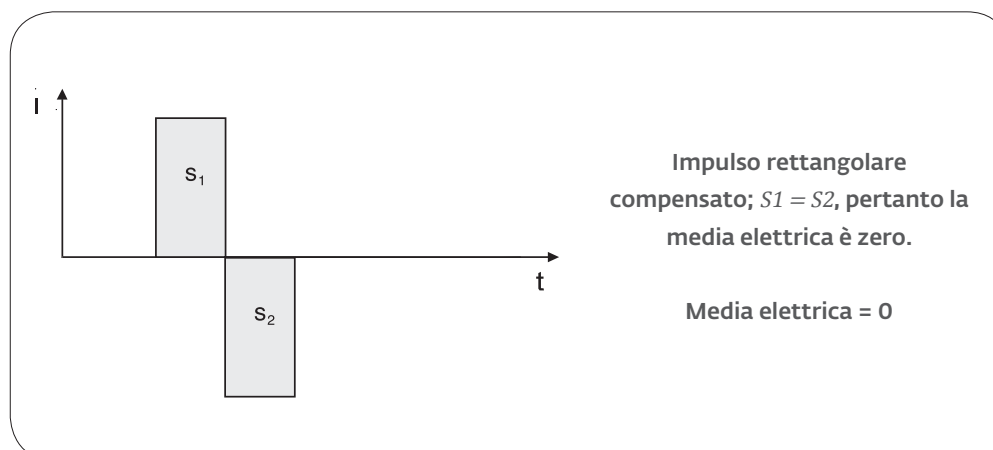 i
S₁
S₂
t
Impulso rettangolare
compensato; S1 = S2, pertanto la
media elettrica è zero.
Media elettrica = 0